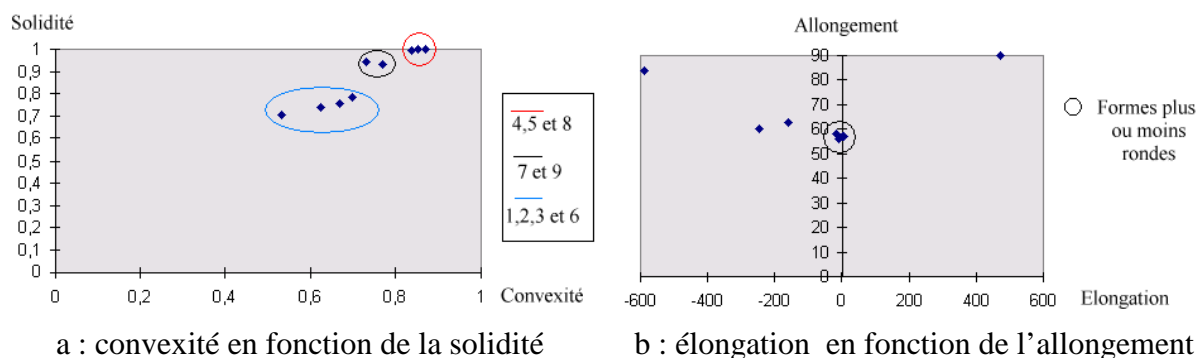 Solidité
1
0,9
0,8
0,7
0,6
0,5
0,4
0,3
0,2
0,1
0
0 0,2 0,4 0,6 0,8 1
Convexité
4,5 et 8
7 et 9
1,2,3 et 6
a : convexité en fonction de la solidité
Allongement
90
80
70
60
50
40
30
20
10
0
-600 -400 -200 0 200 400 600
Elongation
Formes plus
ou moins
rondes
b : élongation en fonction de l’allongement